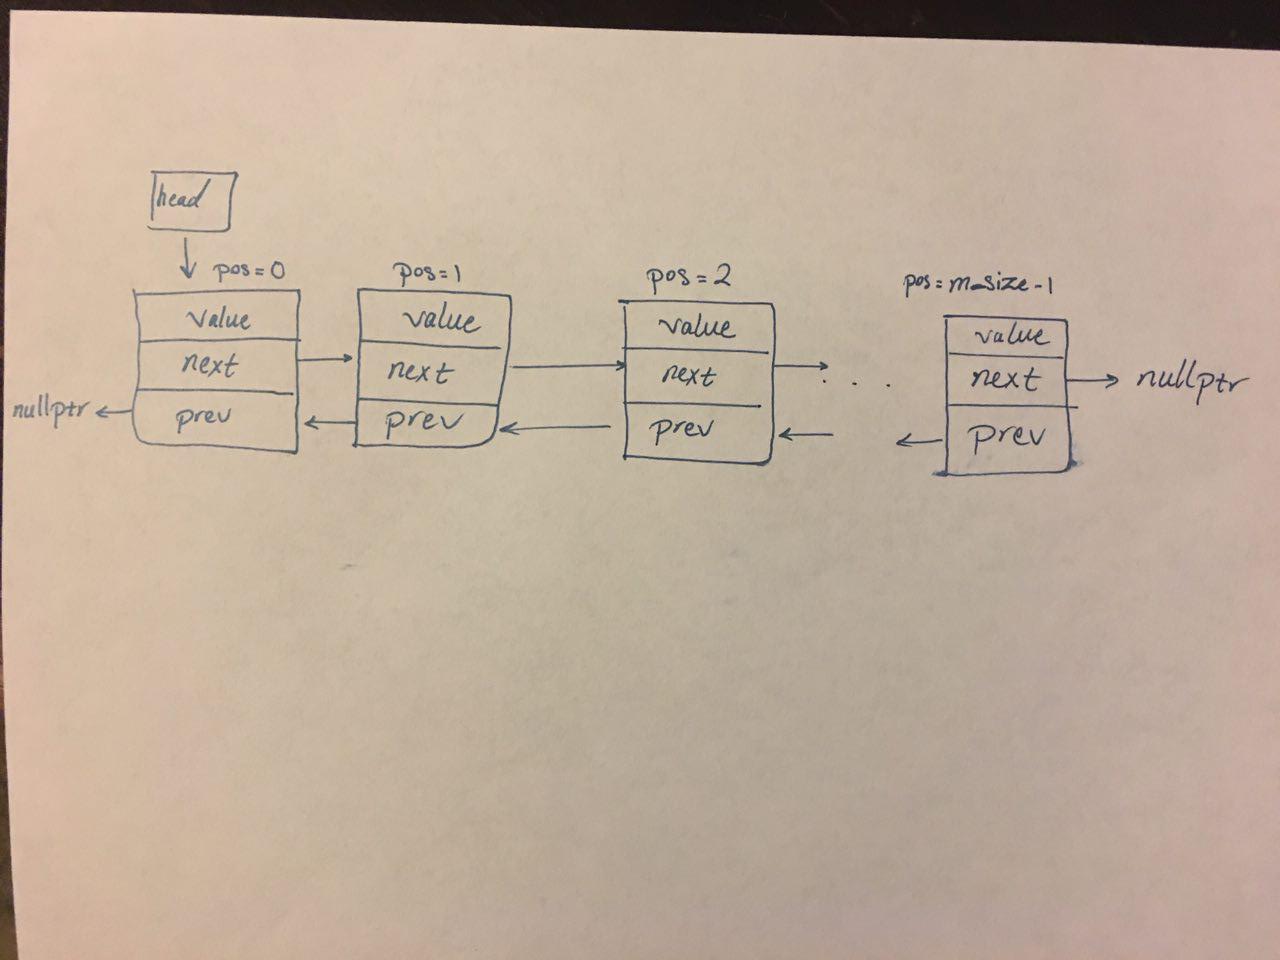 head
pos=0 pos=1 pos=2 pos=m_size-1
value value value value
next next next . . . next nullptr
nullptr prev prev prev prev